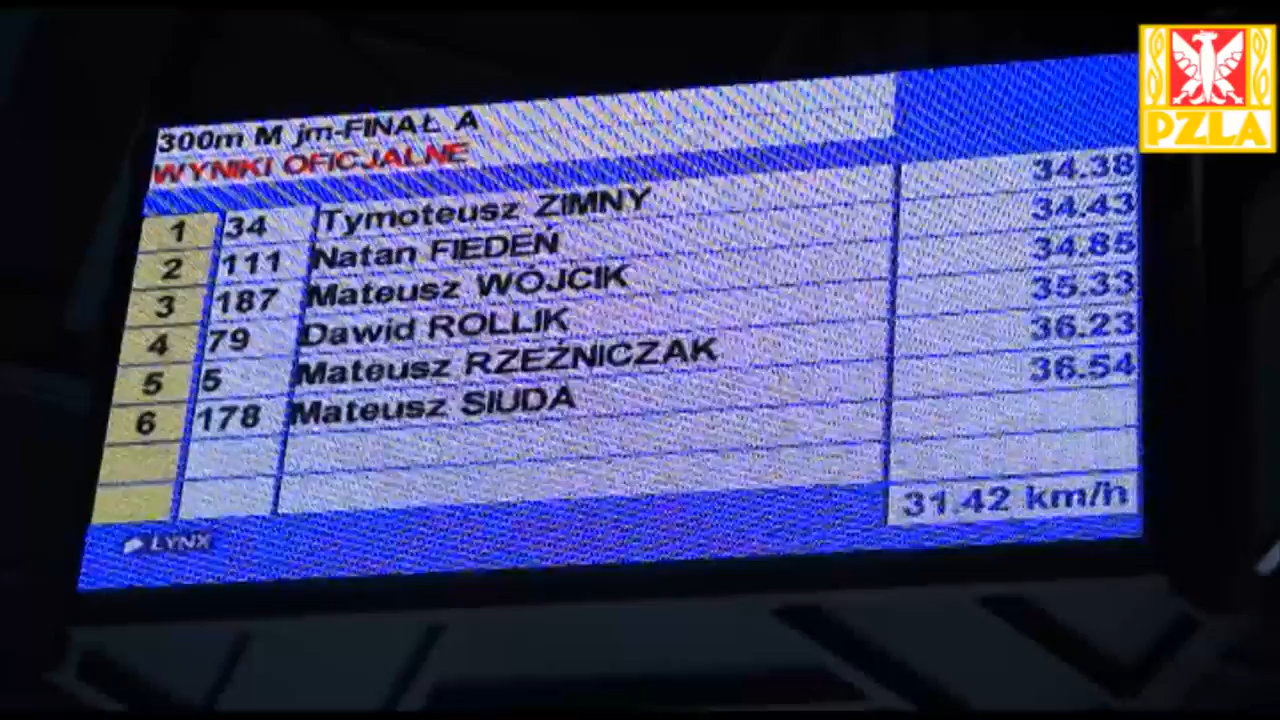 PZLA
300m M jm-FINAŁ A
WYNIKI OFICJALNE
1 34 Tymoteusz ZIMNY 34.38
2 111 Natan FIEDEŃ 34.43
3 187 Mateusz WÓJCIK 34.85
4 79 Dawid ROLLIK 35.33
5 5 Mateusz RZEŹNICZAK 36.23
6 178 Mateusz SIUDA 36.54
31.42 km/h
LYNX